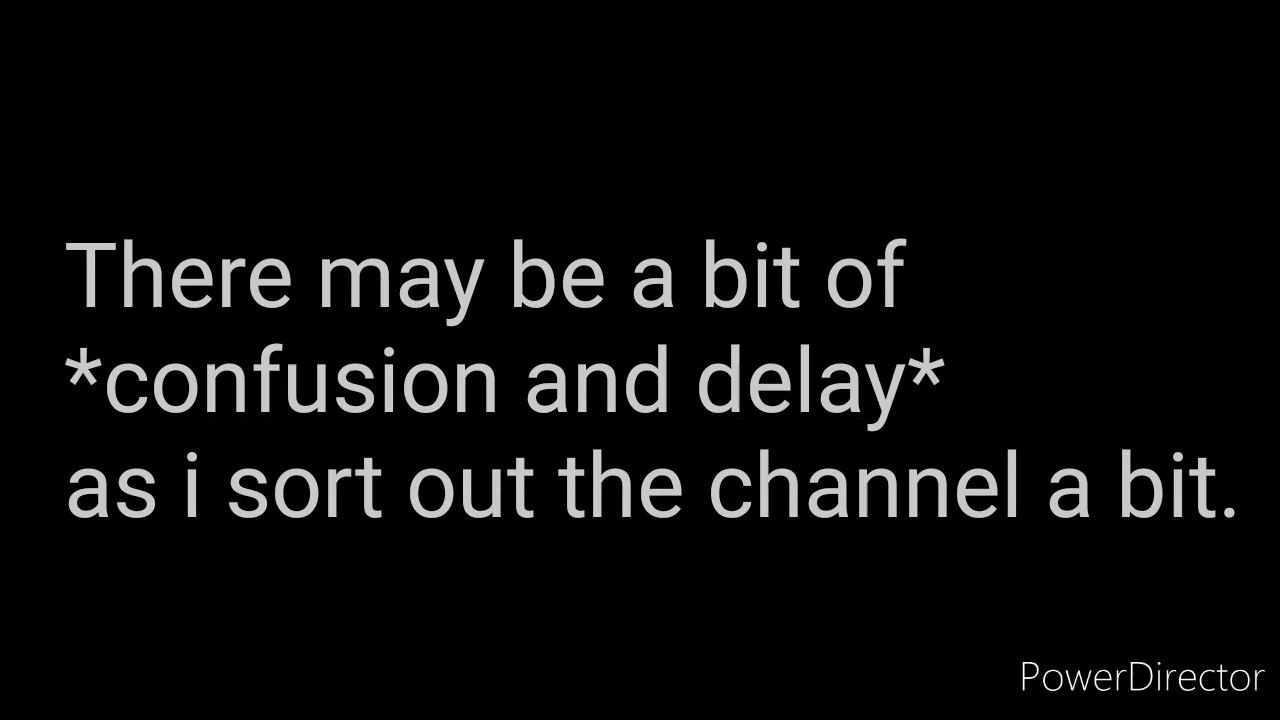 There may be a bit of
*confusion and delay*
as i sort out the channel a bit.
PowerDirector